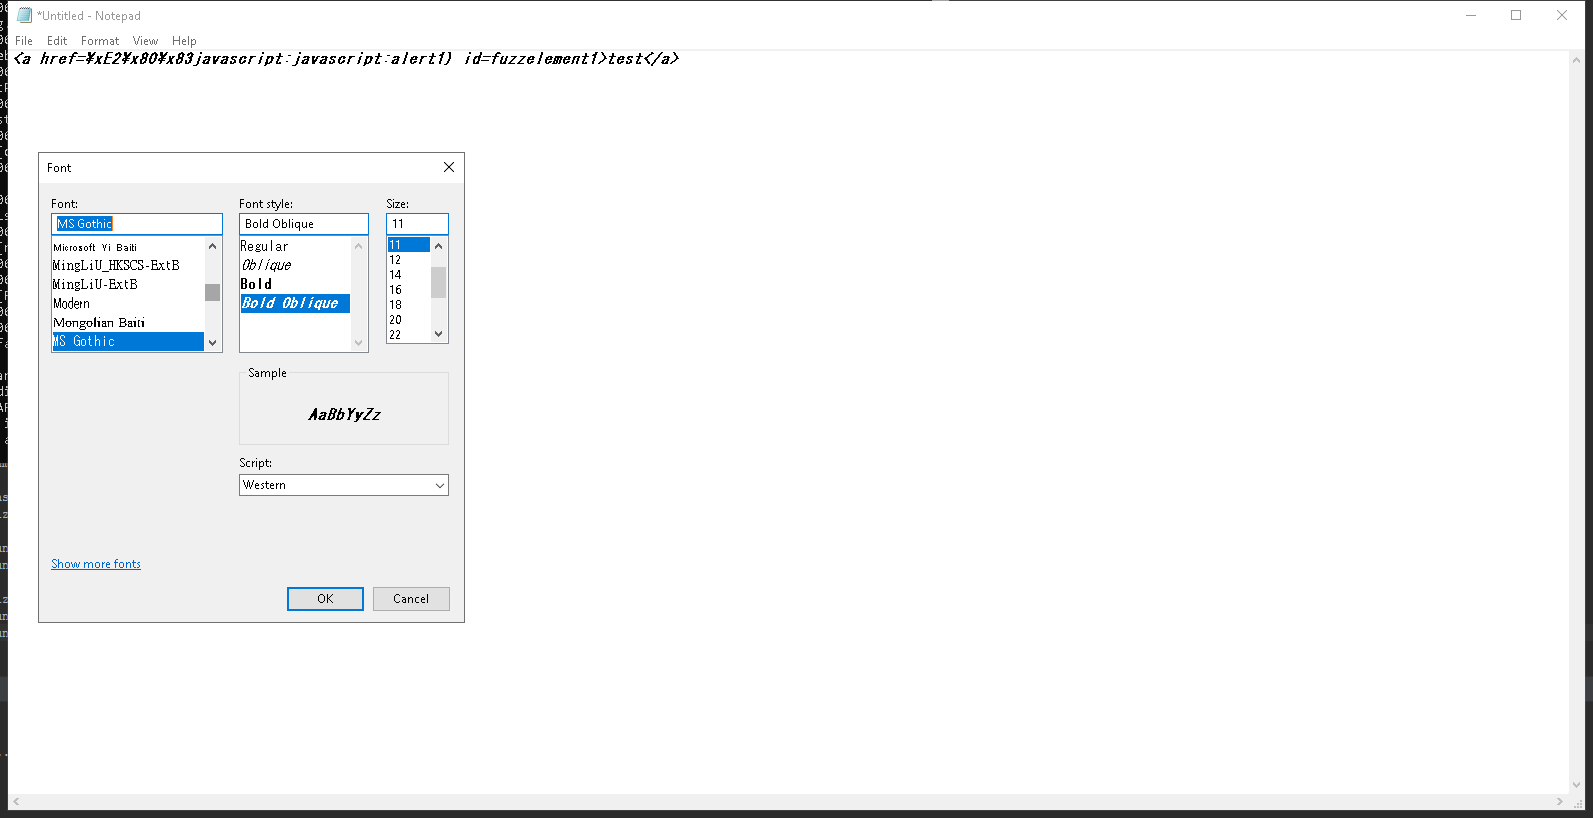 *Untitled - Notepad
File Edit Format View Help
<a href=¥xE2¥x80¥x83javascript:javascript:alert1) id=fuzzelement1>test</a>
Font
Font: Font style: Size:
MS Gothic Bold Oblique 11
Microsoft Yi Baiti Regular 11
MingLiU_HKSCS-ExtB Oblique 12
MingLiU-ExtB Bold 14
Modern Bold Oblique 16
Mongolian Baiti 18
MS Gothic 20
22
Sample
AaBbYyZz
Script:
Western
Show more fonts
OK Cancel